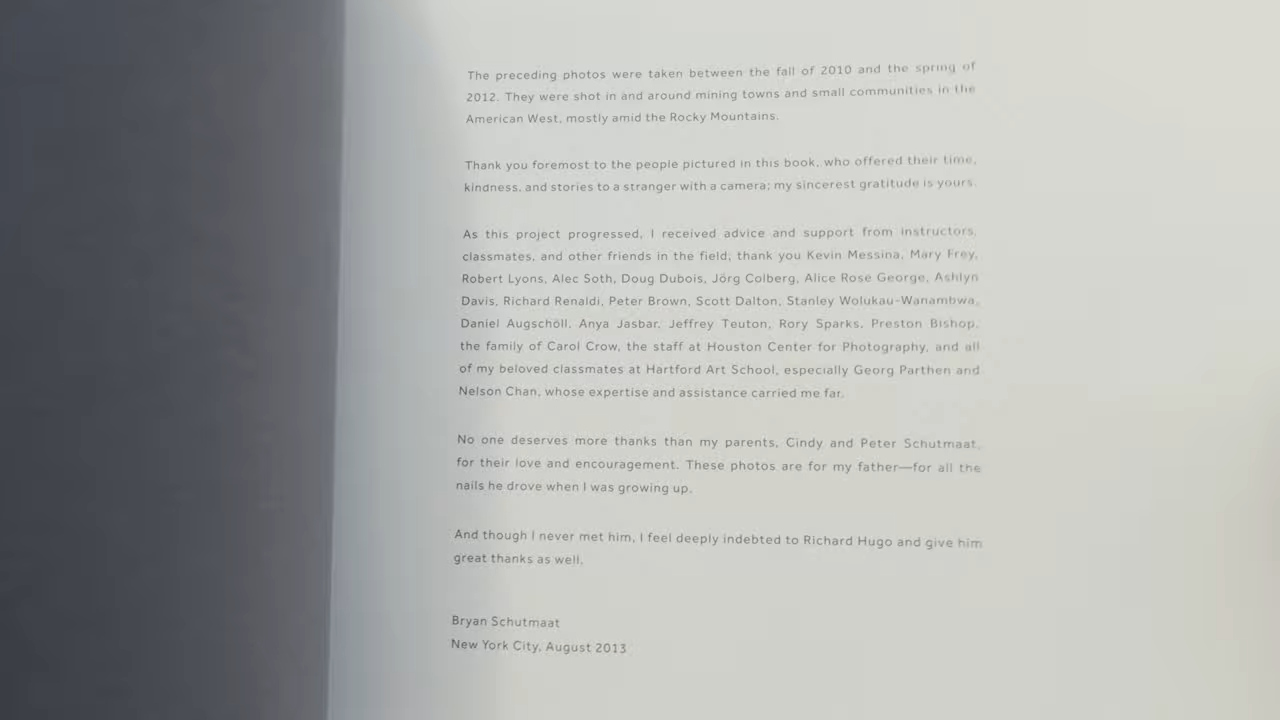 The preceding photos were taken between the fall of 2010 and the spring of
2012. They were shot in and around mining towns and small communities in the
American West, mostly amid the Rocky Mountains.
Thank you foremost to the people pictured in this book, who offered their time,
kindness, and stories to a stranger with a camera; my sincerest gratitude is yours.
As this project progressed, I received advice and support from instructors,
classmates, and other friends in the field; thank you Kevin Messina, Mary Frey,
Robert Lyons, Alec Soth, Doug Dubois, Jörg Colberg, Alice Rose George, Ashlyn
Davis, Richard Renaldi, Peter Brown, Scott Dalton, Stanley Wolukau-Wanambwa,
Daniel Augschöll, Anya Jasbar, Jeffrey Teuton, Rory Sparks, Preston Bishop,
the family of Carol Crow, the staff at Houston Center for Photography, and all
of my beloved classmates at Hartford Art School, especially Georg Parthen and
Nelson Chan, whose expertise and assistance carried me far.
No one deserves more thanks than my parents, Cindy and Peter Schutmaat,
for their love and encouragement. These photos are for my father—for all the
nails he drove when I was growing up.
And though I never met him, I feel deeply indebted to Richard Hugo and give him
great thanks as well.
Bryan Schutmaat
New York City, August 2013